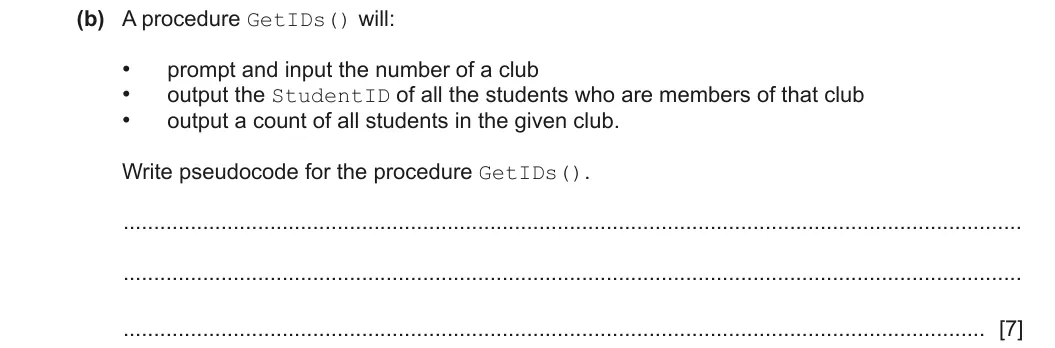 (b) A procedure GetIDs() will:
• prompt and input the number of a club
• output the StudentID of all the students who are members of that club
• output a count of all students in the given club.
Write pseudocode for the procedure GetIDs().
...................................................................................................................................................
...................................................................................................................................................
............................................................................................................................................. [7]